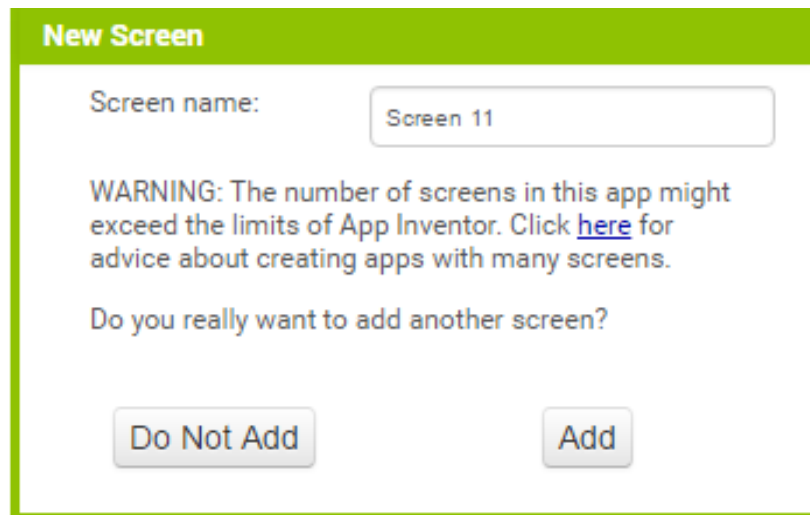 New Screen
Screen name:
Screen 11
WARNING: The number of screens in this app might
exceed the limits of App Inventor. Click here for
advice about creating apps with many screens.
Do you really want to add another screen?
Do Not Add
Add